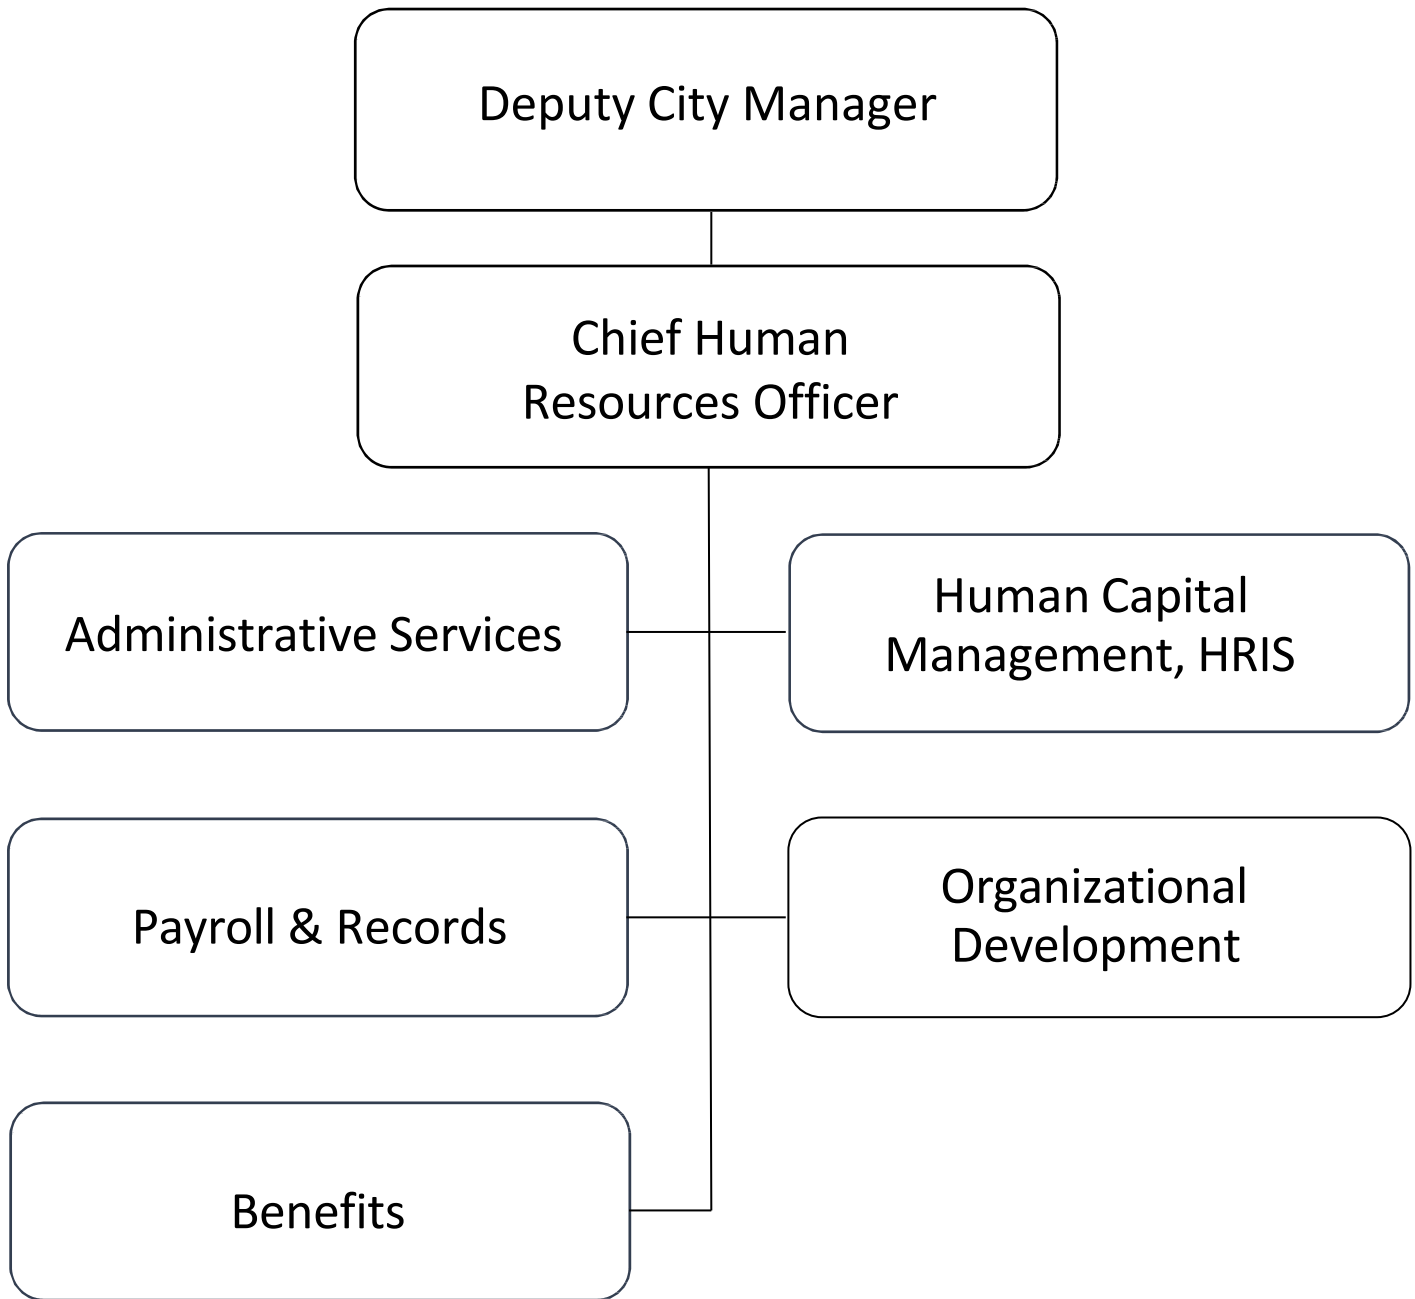 Deputy City Manager
Chief Human
Resources Officer
Administrative Services
Human Capital
Management, HRIS
Payroll & Records
Organizational
Development
Benefits